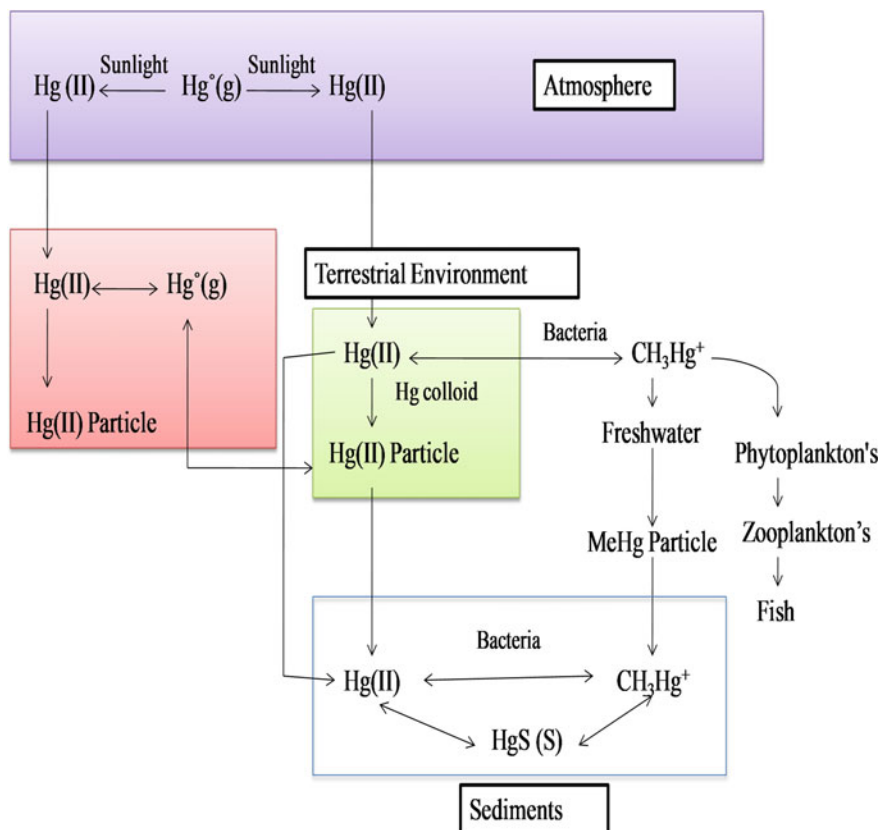 Sunlight Sunlight
Hg (II) Hg°(g) Hg(II)
Atmosphere
Hg(II) Hg°(g)
Hg(II) Particle
Terrestrial Environment
Hg(II) Bacteria CH₃Hg⁺
Hg colloid
Hg(II) Particle
Freshwater
MeHg Particle
Phytoplankton's
Zooplankton’s
Fish
Bacteria
Hg(II) CH₃Hg⁺
HgS (S)
Sediments